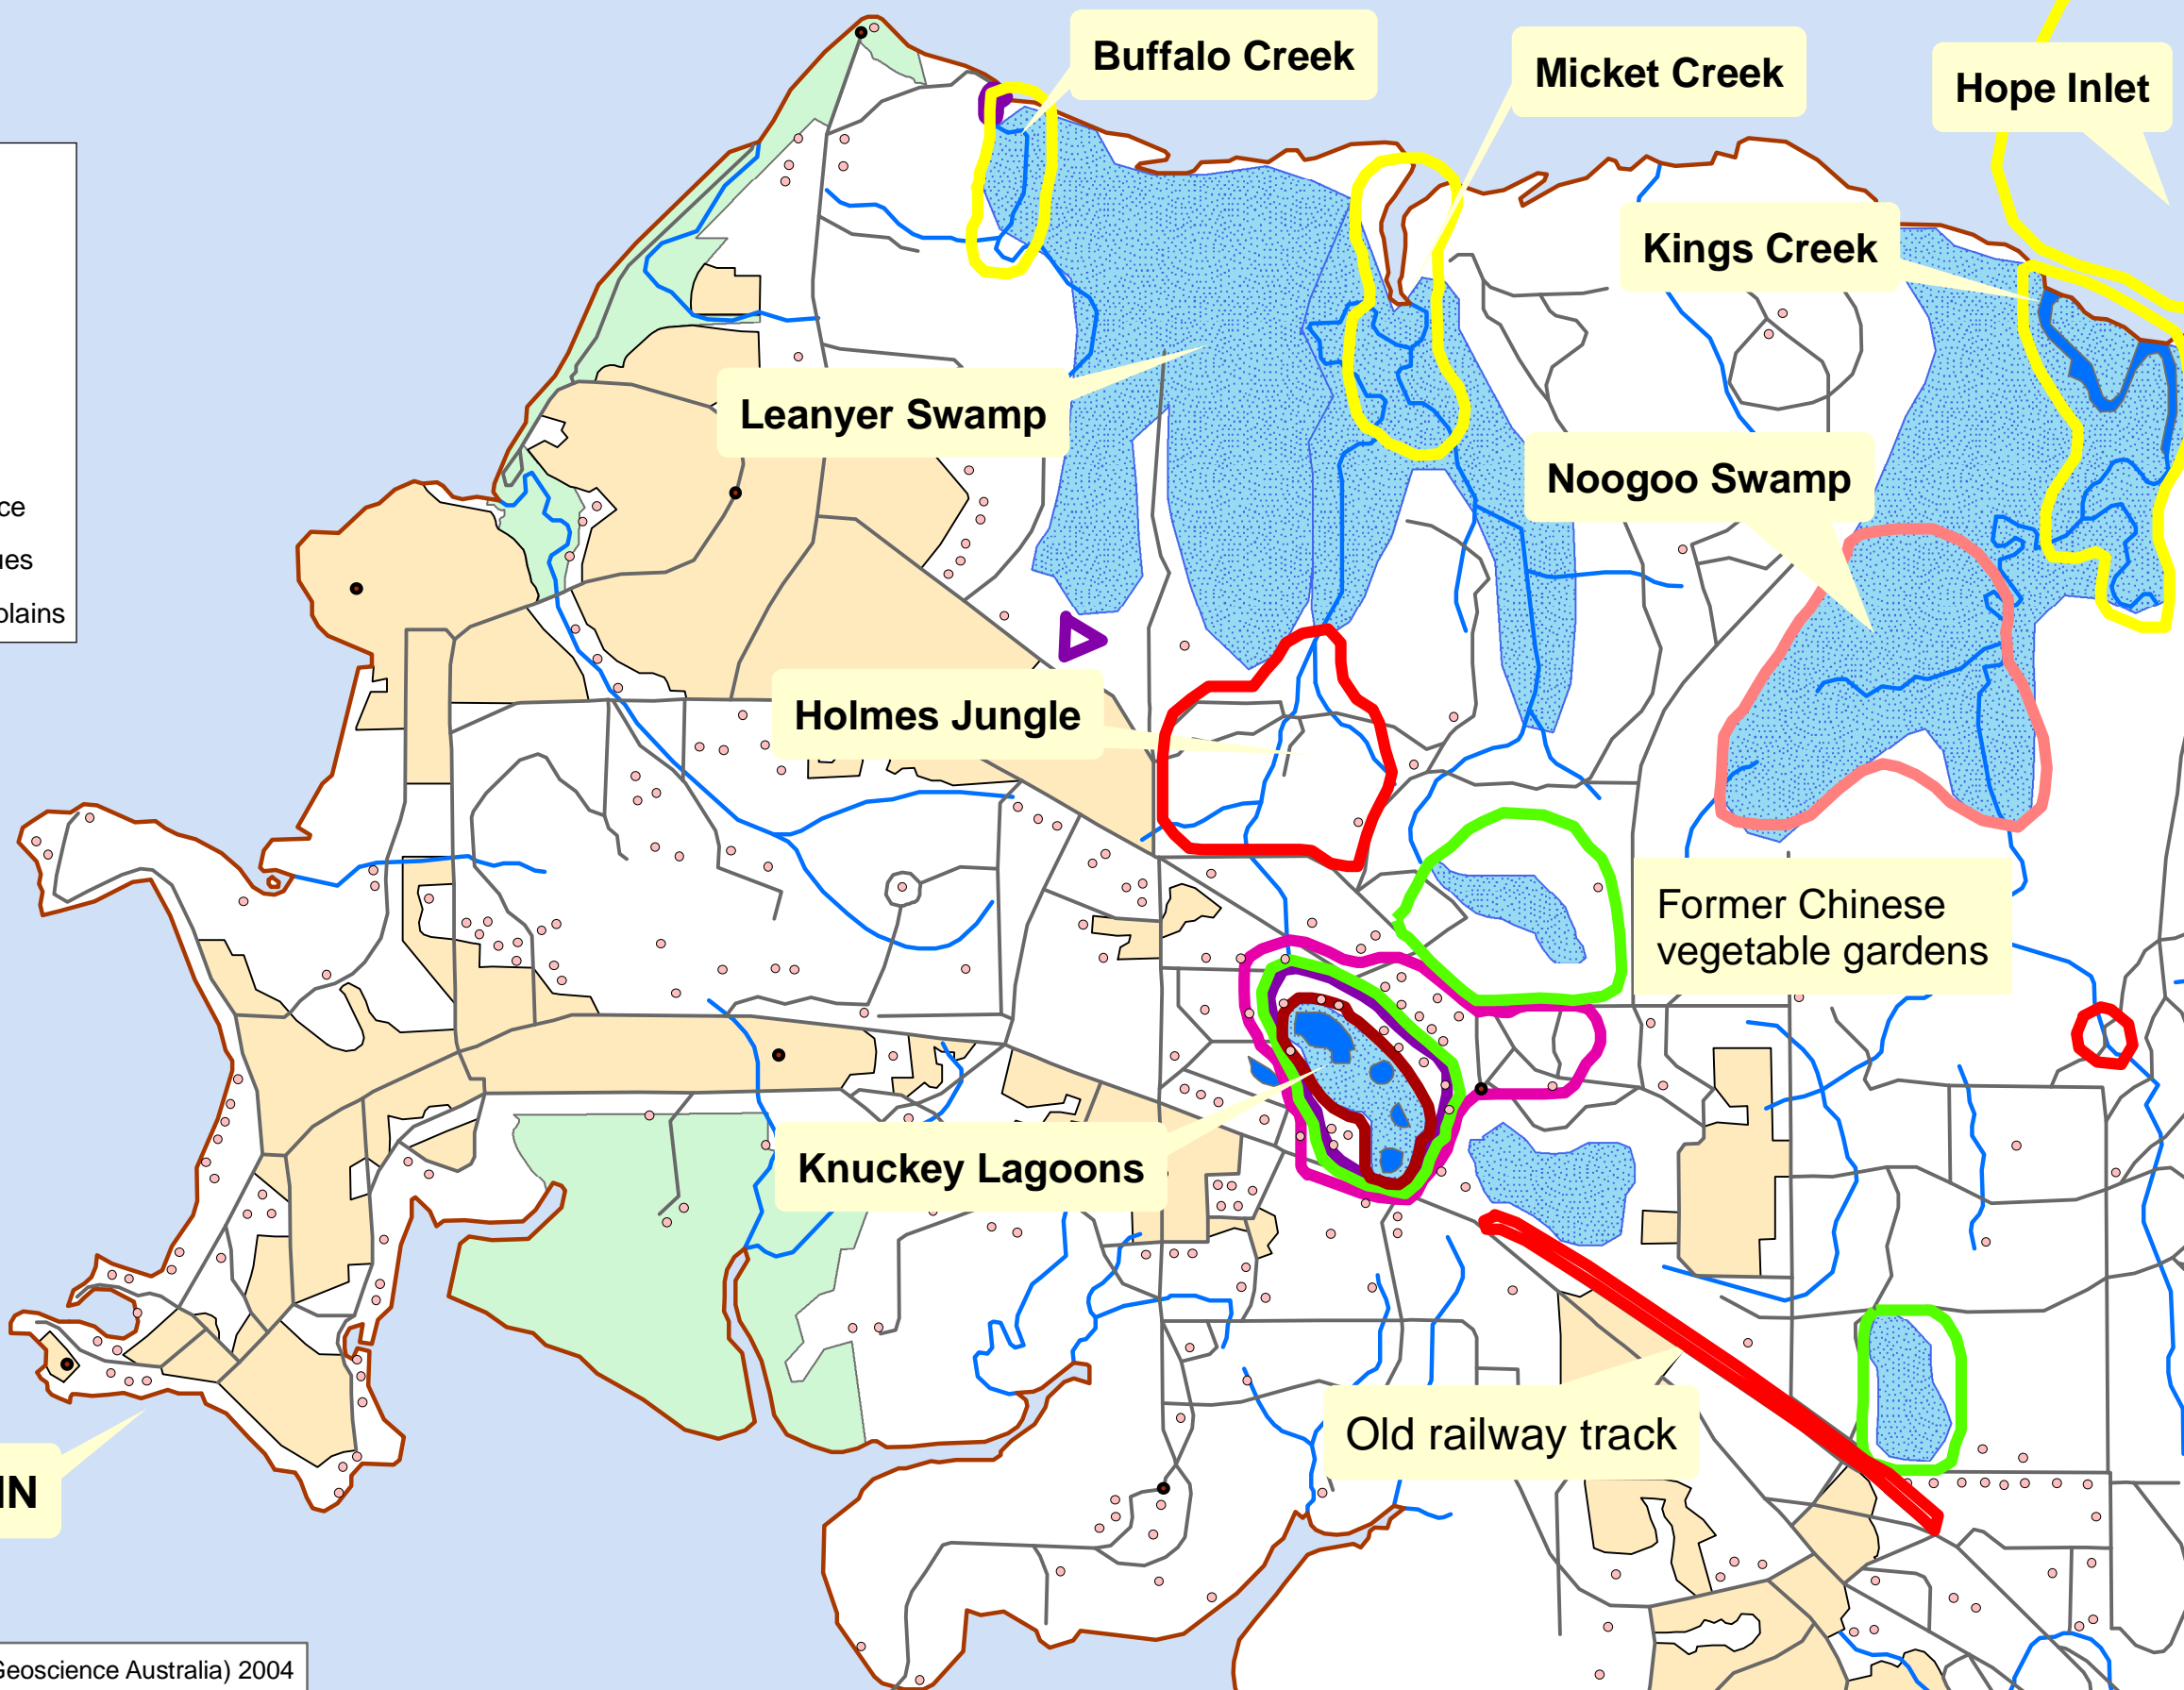 Buffalo Creek
Micket Creek
Hope Inlet
Kings Creek
Leanyer Swamp
Noogoo Swamp
ce
ues
plains
Holmes Jungle
Former Chinese
vegetable gardens
Knuckey Lagoons
Old railway track
IN
Geoscience Australia) 2004